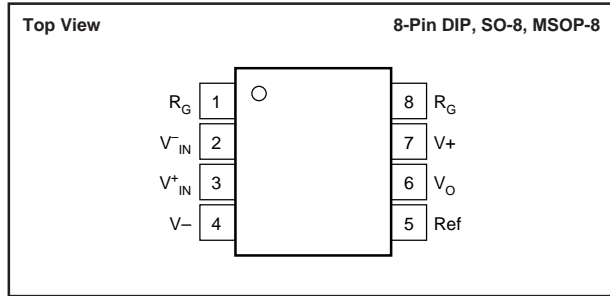 Top View 8-Pin DIP, SO-8, MSOP-8
R_G 1 8 R_G
V^–_IN 2 7 V+
V^+_IN 3 6 V_O
V– 4 5 Ref